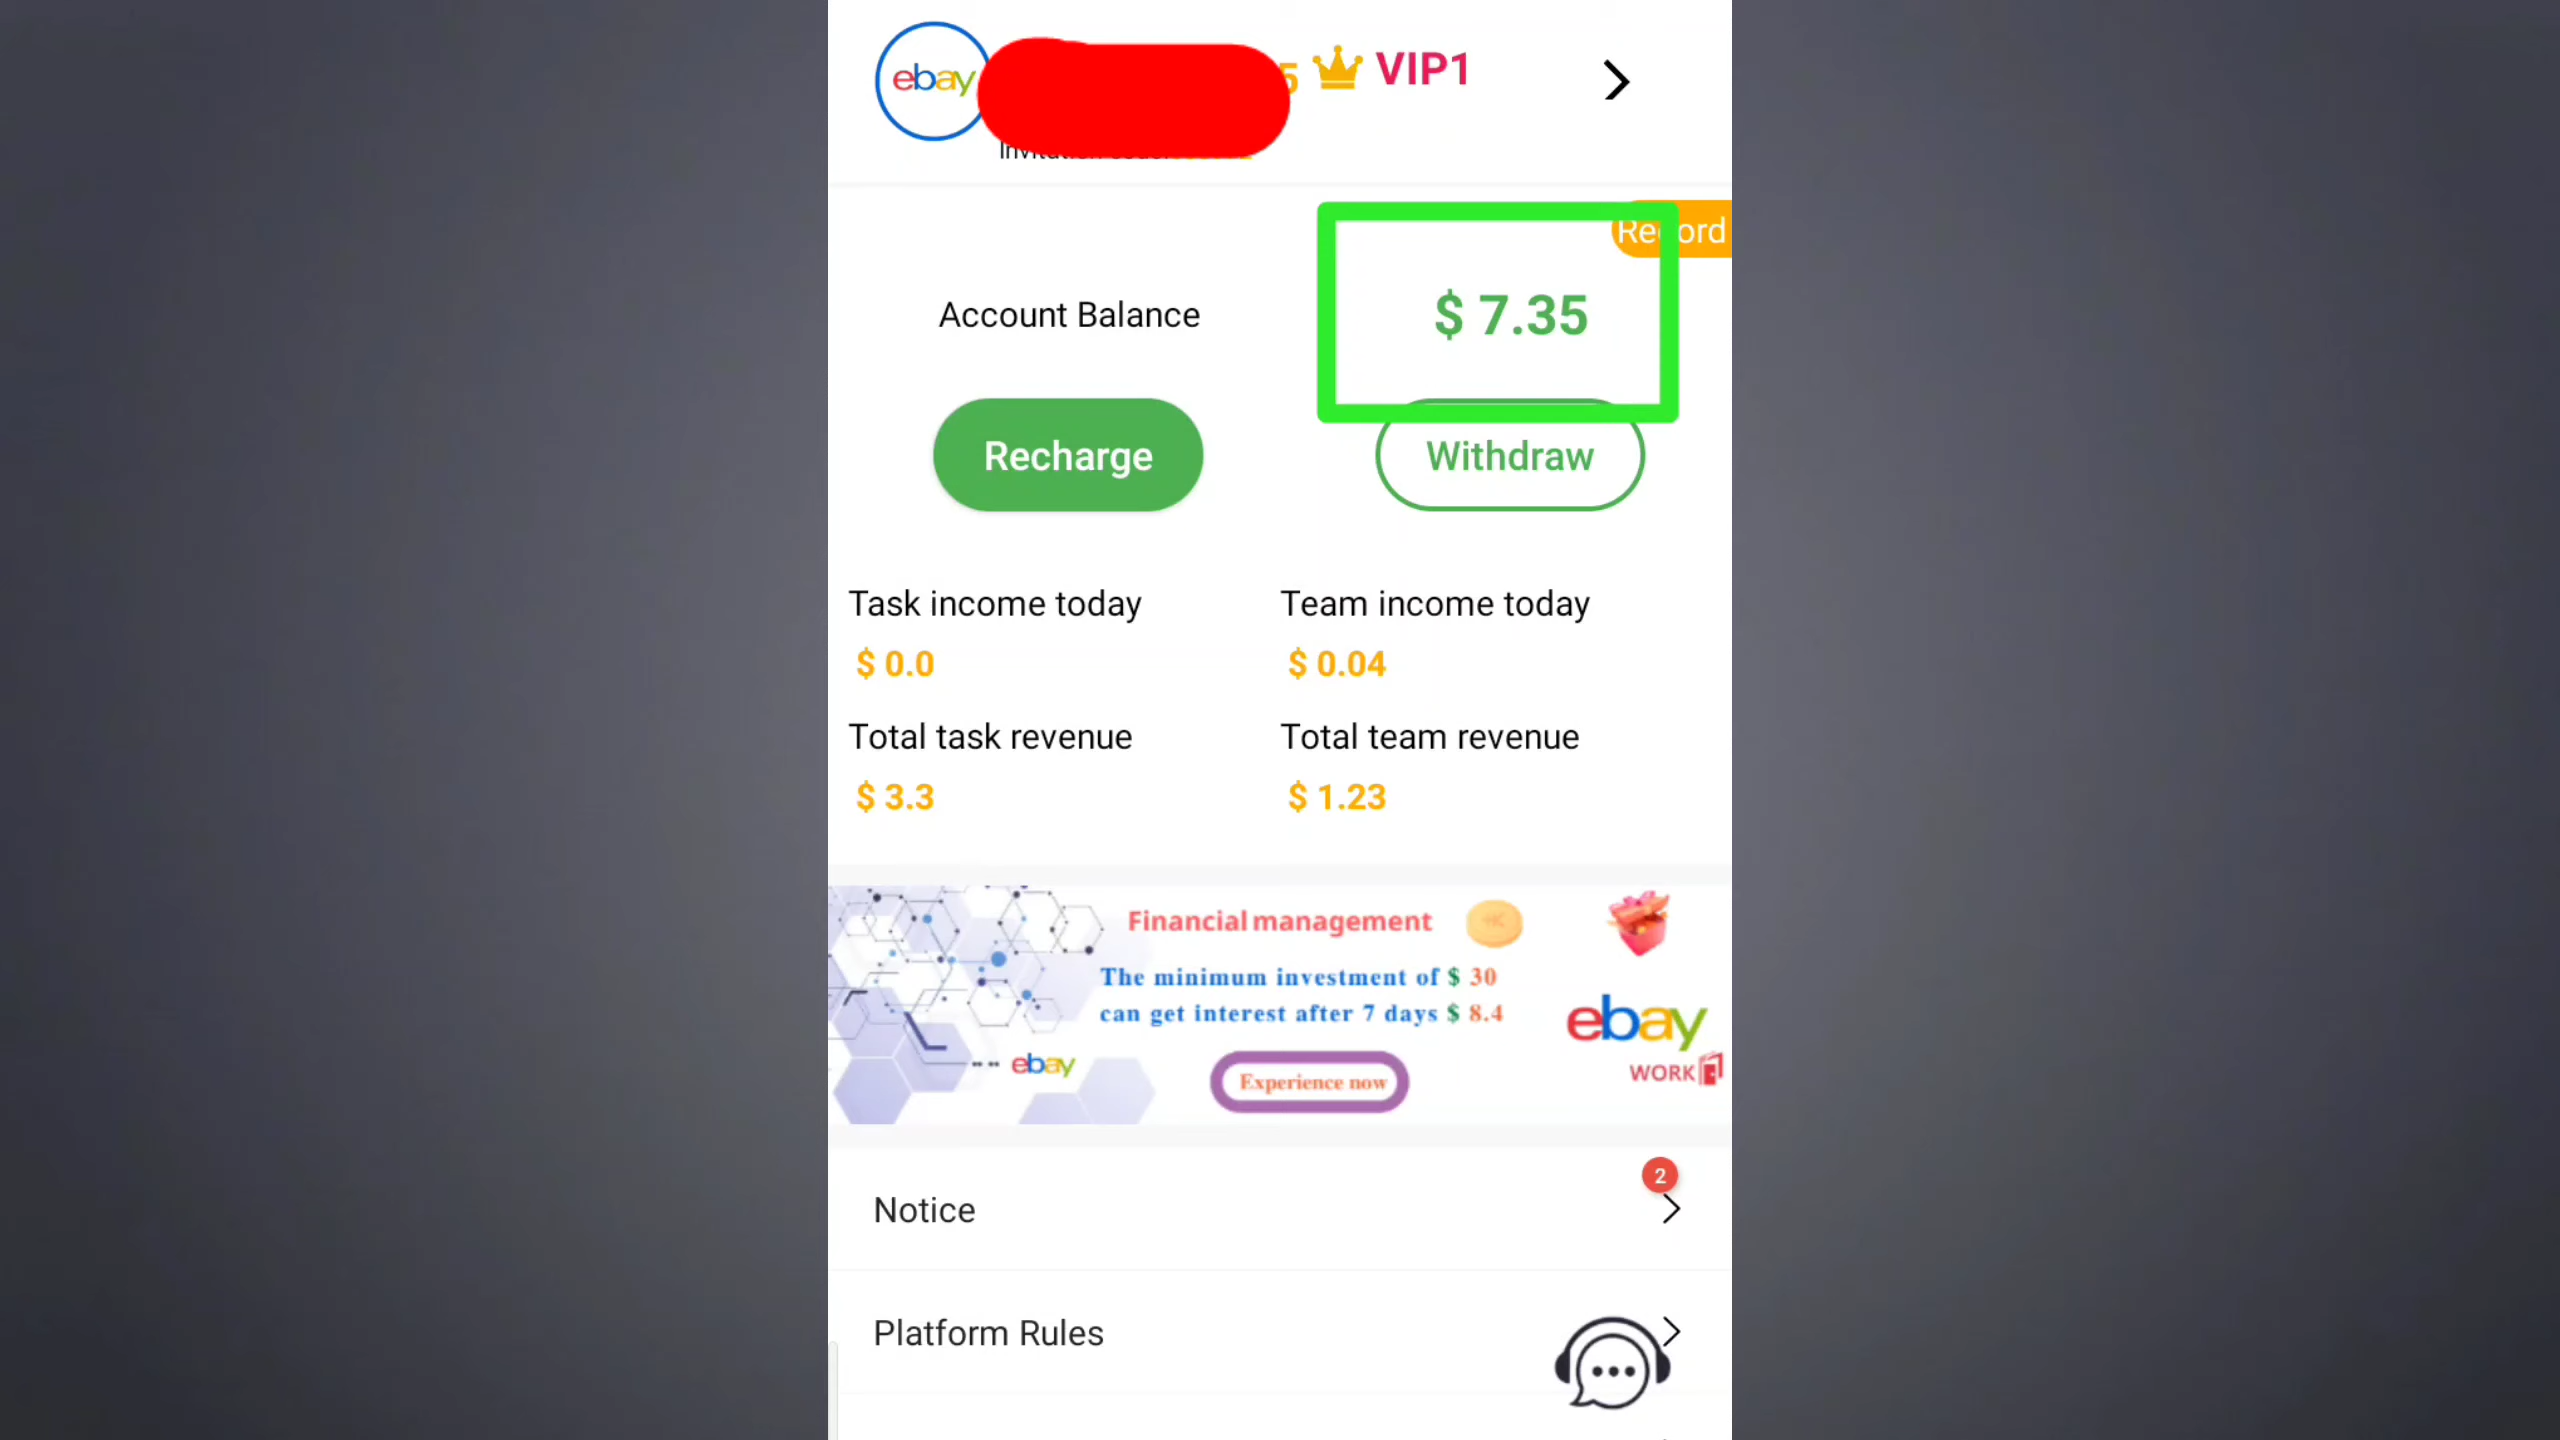 ebay
VIP1
Record
Account Balance
$ 7.35
Recharge
Withdraw
Task income today
Team income today
$ 0.0
$ 0.04
Total task revenue
Total team revenue
$ 3.3
$ 1.23
Financial management
The minimum investment of $ 30
can get interest after 7 days $ 8.4
ebay
ebay
WORK
Experience now
2
Notice
Platform Rules